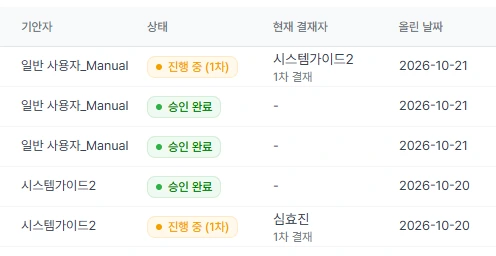 기안자 상태 현재 결재자 올린 날짜
일반 사용자_Manual 진행 중 (1차) 시스템가이드2 2026-10-21
1차 결재
일반 사용자_Manual 승인 완료 - 2026-10-21
일반 사용자_Manual 승인 완료 - 2026-10-21
시스템가이드2 승인 완료 - 2026-10-20
시스템가이드2 진행 중 (1차) 심효진 2026-10-20
1차 결재